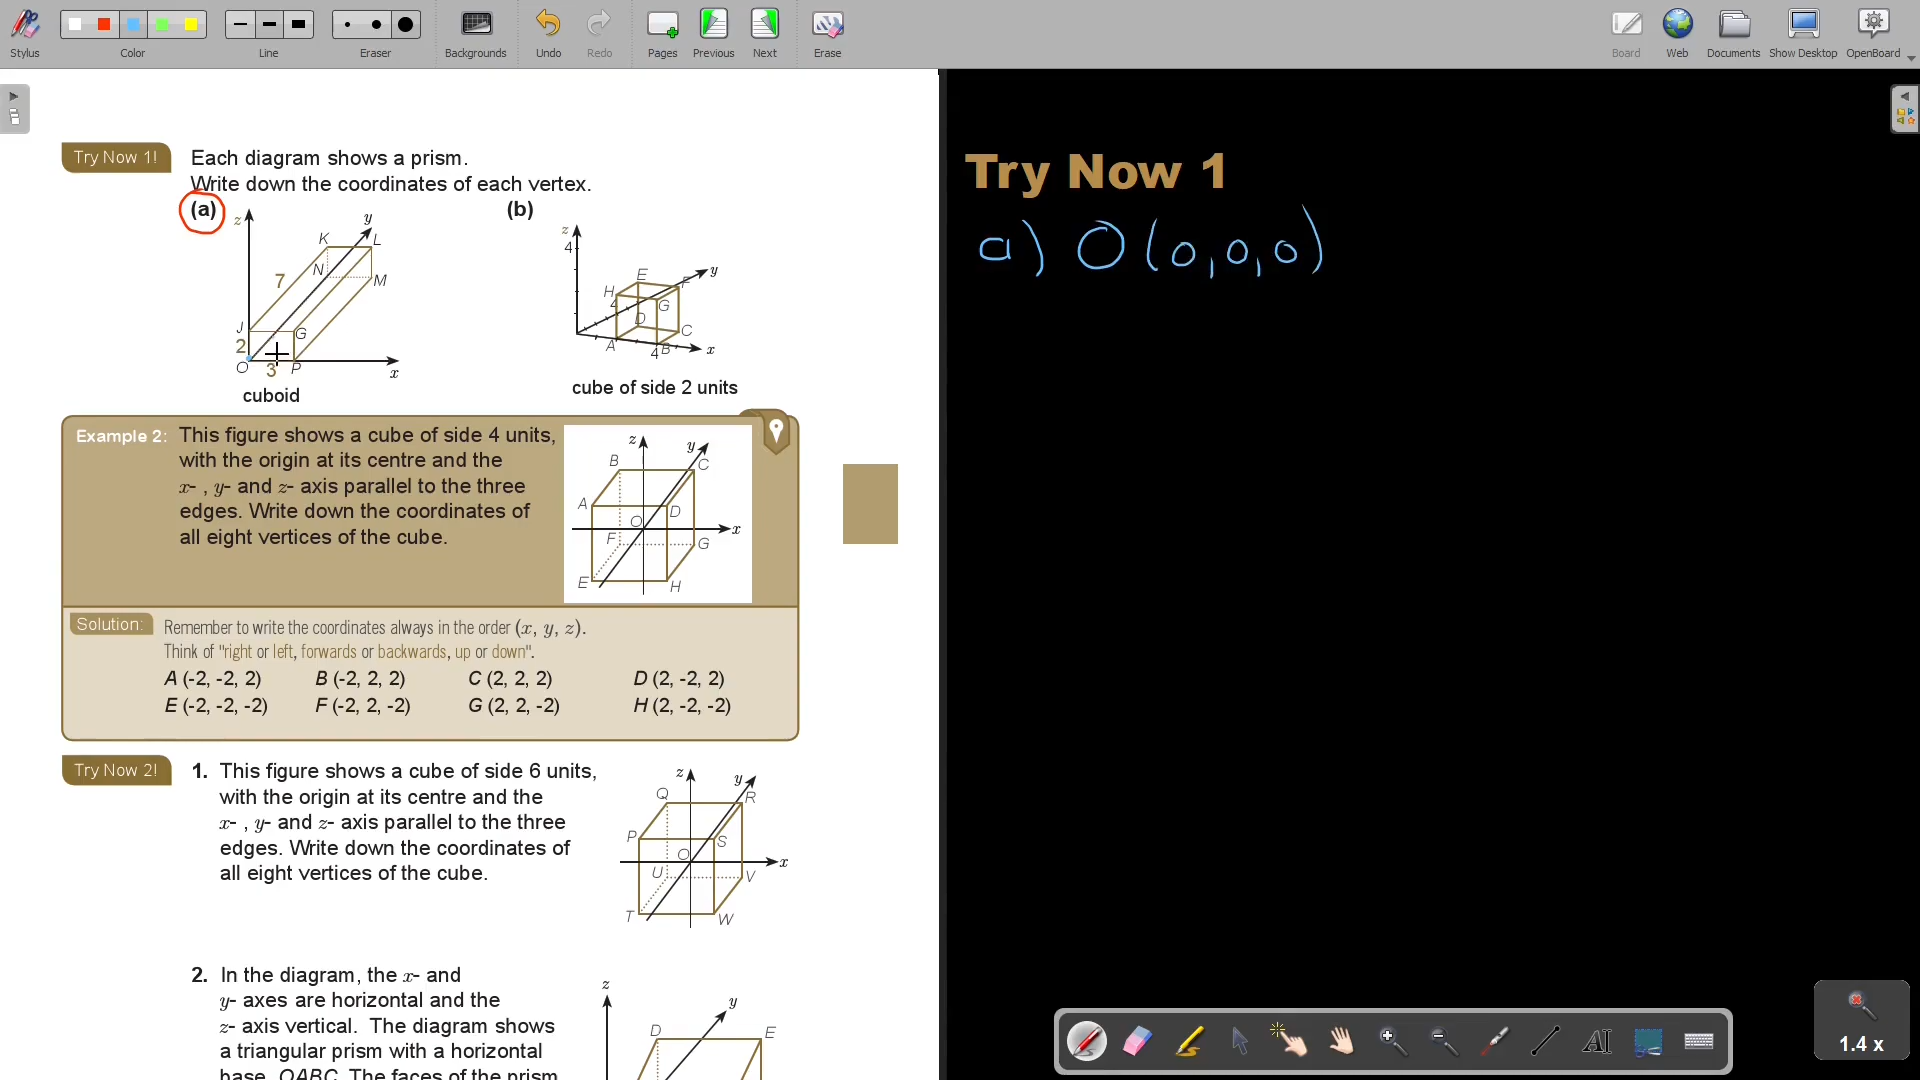 Stylus Color Line Eraser Backgrounds Undo Redo Pages Previous Next Erase Board Web Documents Show Desktop OpenBoard
Try Now 1!
Each diagram shows a prism.
Write down the coordinates of each vertex.
(a)
z y K L N M 7 J G 2 O 3 P x
cuboid
(b)
z 4 y E F H 4 G D C A 4 B x
cube of side 2 units
Example 2:
This figure shows a cube of side 4 units,
with the origin at its centre and the
x- , y- and z- axis parallel to the three
edges. Write down the coordinates of
all eight vertices of the cube.
z y B C A D O x F G E H
Solution:
Remember to write the coordinates always in the order (x, y, z).
Think of "right or left, forwards or backwards, up or down".
A (-2, -2, 2) B (-2, 2, 2) C (2, 2, 2) D (2, -2, 2)
E (-2, -2, -2) F (-2, 2, -2) G (2, 2, -2) H (2, -2, -2)
Try Now 2!
1. This figure shows a cube of side 6 units,
with the origin at its centre and the
x- , y- and z- axis parallel to the three
edges. Write down the coordinates of
all eight vertices of the cube.
z y Q R P S O x U V T W
2. In the diagram, the x- and
y- axes are horizontal and the
z- axis vertical. The diagram shows
a triangular prism with a horizontal
base, OABC. The faces of the prism
z y D E
Try Now 1
a) O(0,0,0)
AI
1.4 x